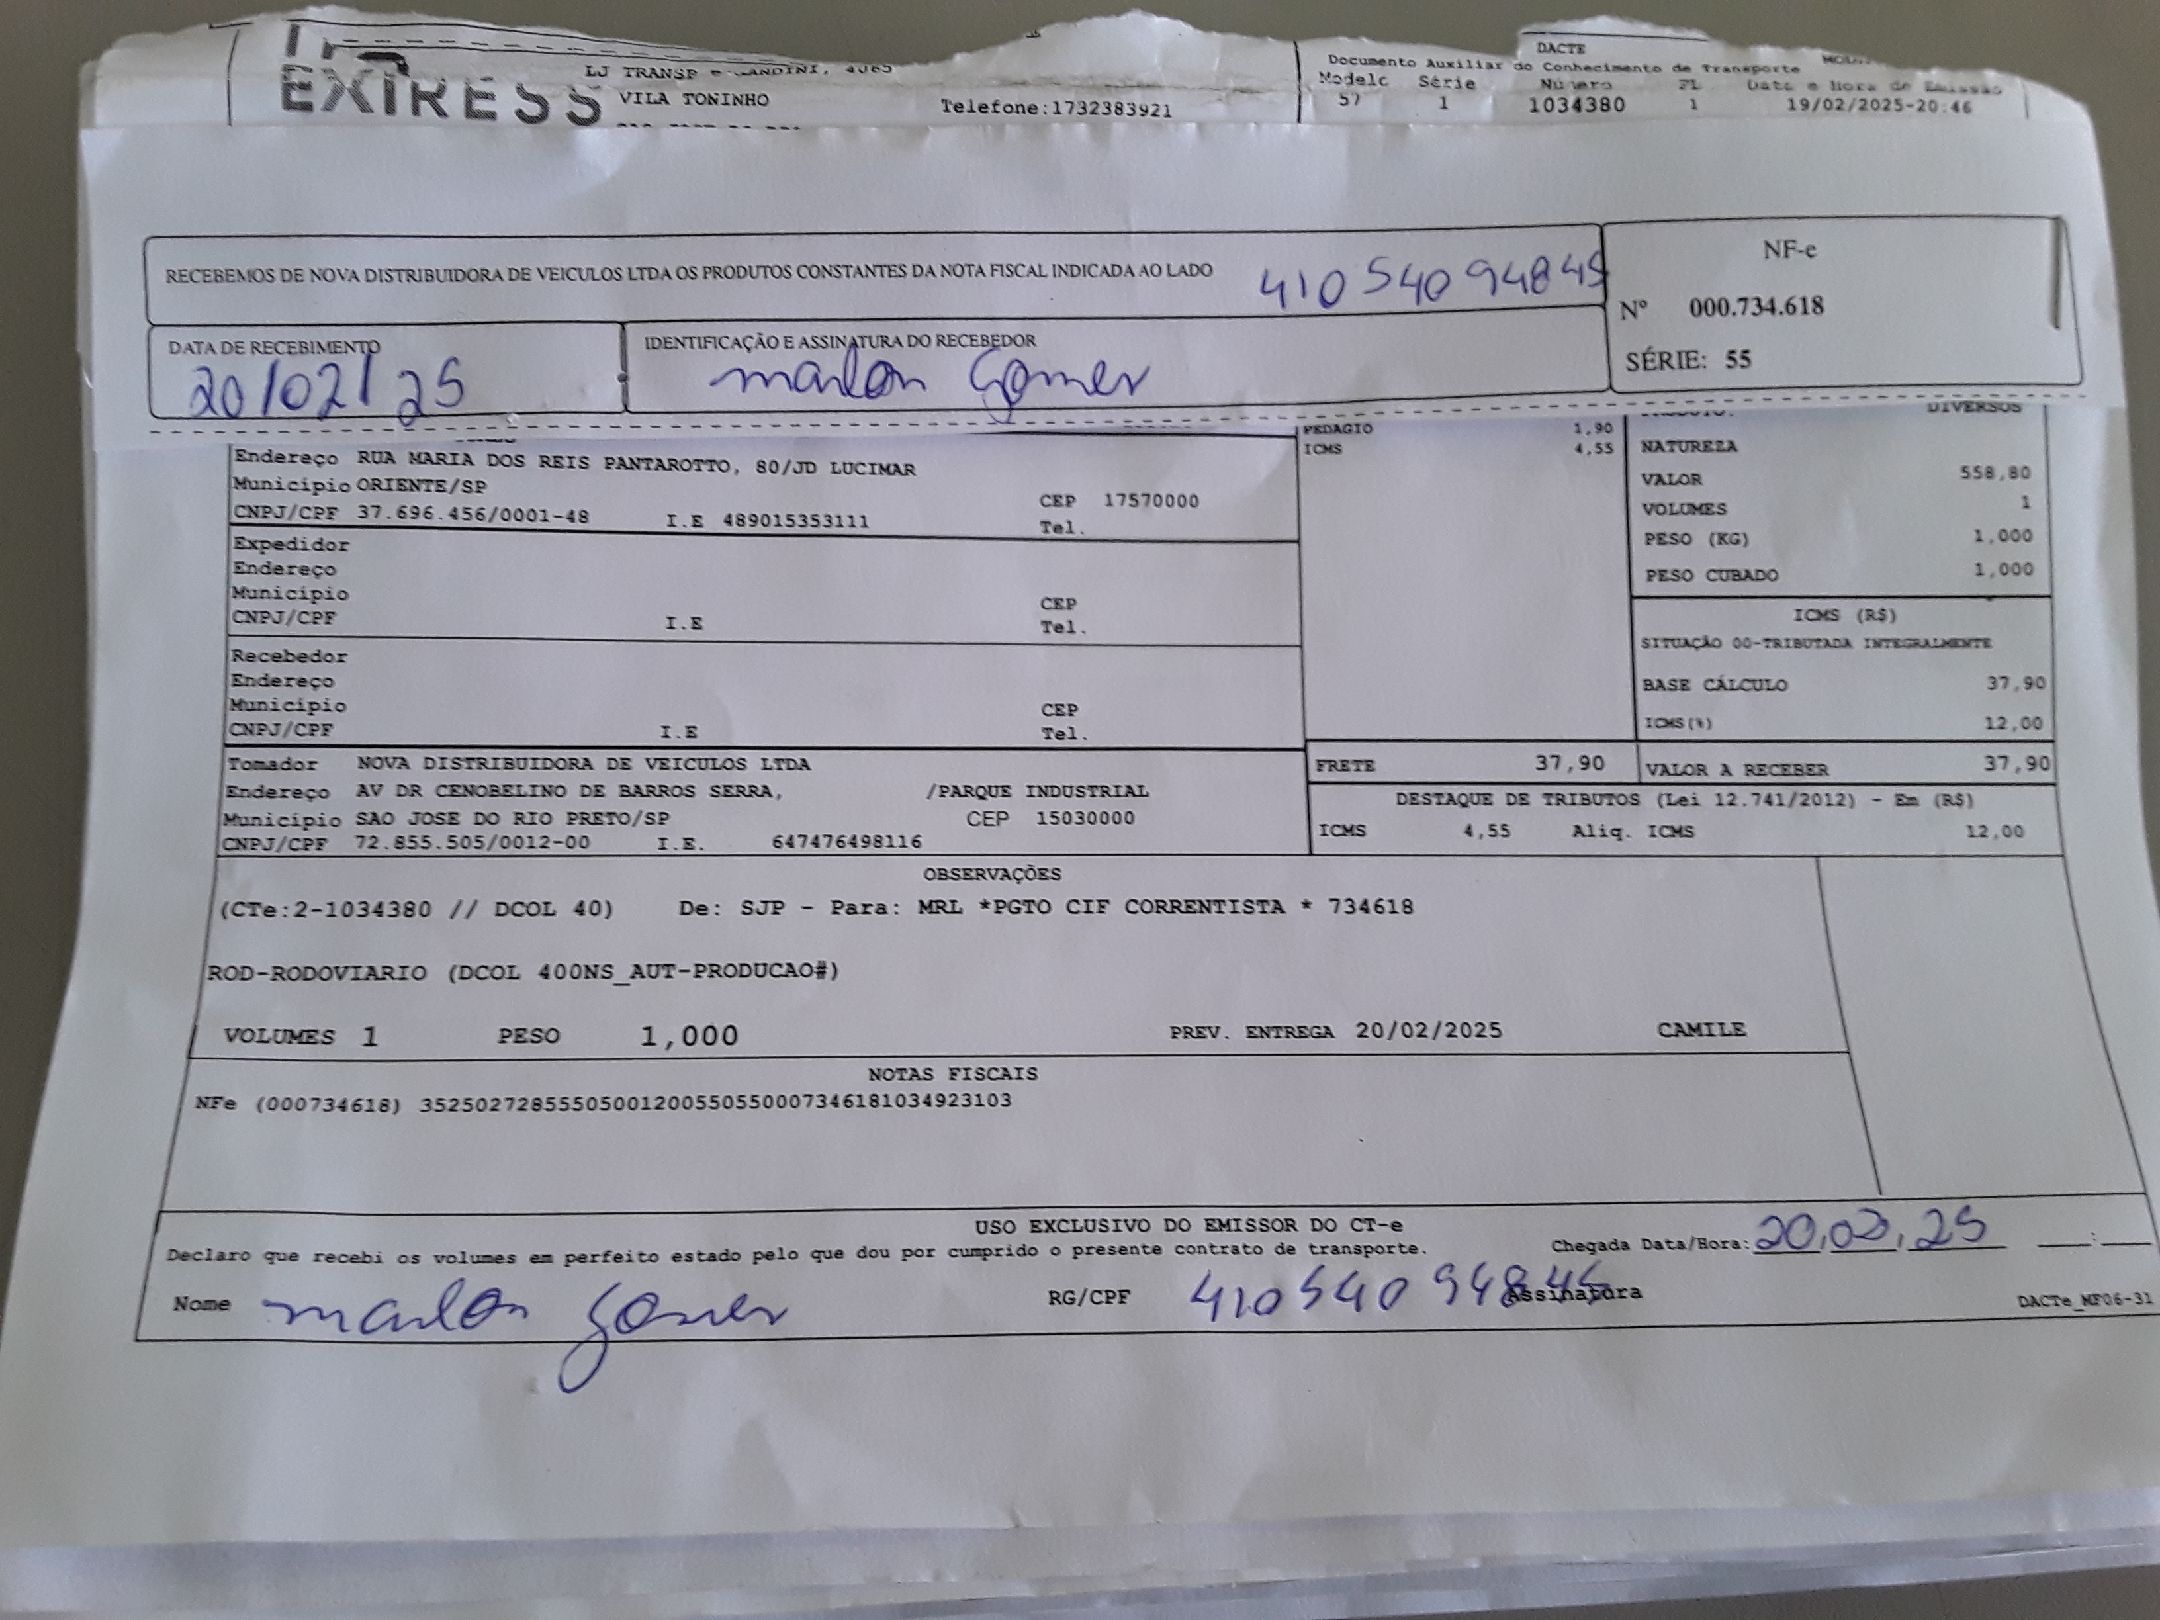 EXPRESS
LJ TRANSP
VILA TONINHO
Telefone:1732383921
DACTE
Documento Auxiliar do Conhecimento de Transporte
Modelo Série Número FL Data e Hora de Emissão
57 1 1034380 1 19/02/2025-20:46
RECEBEMOS DE NOVA DISTRIBUIDORA DE VEICULOS LTDA OS PRODUTOS CONSTANTES DA NOTA FISCAL INDICADA AO LADO
41054094845
NF-e
Nº 000.734.618
SÉRIE: 55
DATA DE RECEBIMENTO
20/02/25
IDENTIFICAÇÃO E ASSINATURA DO RECEBEDOR
Marlon Gomes
Endereço RUA MARIA DOS REIS PANTAROTTO, 80/JD LUCIMAR
Município ORIENTE/SP CEP 17570000
CNPJ/CPF 37.696.456/0001-48 I.E 489015353111 Tel.
Expedidor
Endereço
Município CEP
CNPJ/CPF I.E Tel.
Recebedor
Endereço
Município CEP
CNPJ/CPF I.E Tel.
Tomador NOVA DISTRIBUIDORA DE VEICULOS LTDA
Endereço AV DR CENOBELINO DE BARROS SERRA, /PARQUE INDUSTRIAL
Município SAO JOSE DO RIO PRETO/SP CEP 15030000
CNPJ/CPF 72.855.505/0012-00 I.E. 647476498116
PEDAGIO 1,90
ICMS 4,55
DIVERSOS
NATUREZA
VALOR 558,80
VOLUMES 1
PESO (KG) 1,000
PESO CUBADO 1,000
ICMS (R$)
SITUAÇÃO 00-TRIBUTADA INTEGRALMENTE
BASE CÁLCULO 37,90
ICMS(%) 12,00
FRETE 37,90 VALOR A RECEBER 37,90
DESTAQUE DE TRIBUTOS (Lei 12.741/2012) - Em (R$)
ICMS 4,55 Aliq. ICMS 12,00
OBSERVAÇÕES
(CTe:2-1034380 // DCOL 40) De: SJP - Para: MRL *PGTO CIF CORRENTISTA * 734618
ROD-RODOVIARIO (DCOL 400NS_AUT-PRODUCAO#)
VOLUMES 1 PESO 1,000 PREV. ENTREGA 20/02/2025 CAMILE
NOTAS FISCAIS
NFe (000734618) 35250272855505001200550550007346181034923103
USO EXCLUSIVO DO EMISSOR DO CT-e
Declaro que recebi os volumes em perfeito estado pelo que dou por cumprido o presente contrato de transporte. Chegada Data/Hora: 20,02,25 __:__
Nome Marlon Gomes RG/CPF 41054094845 Assinatura
DACTe_MF06-31